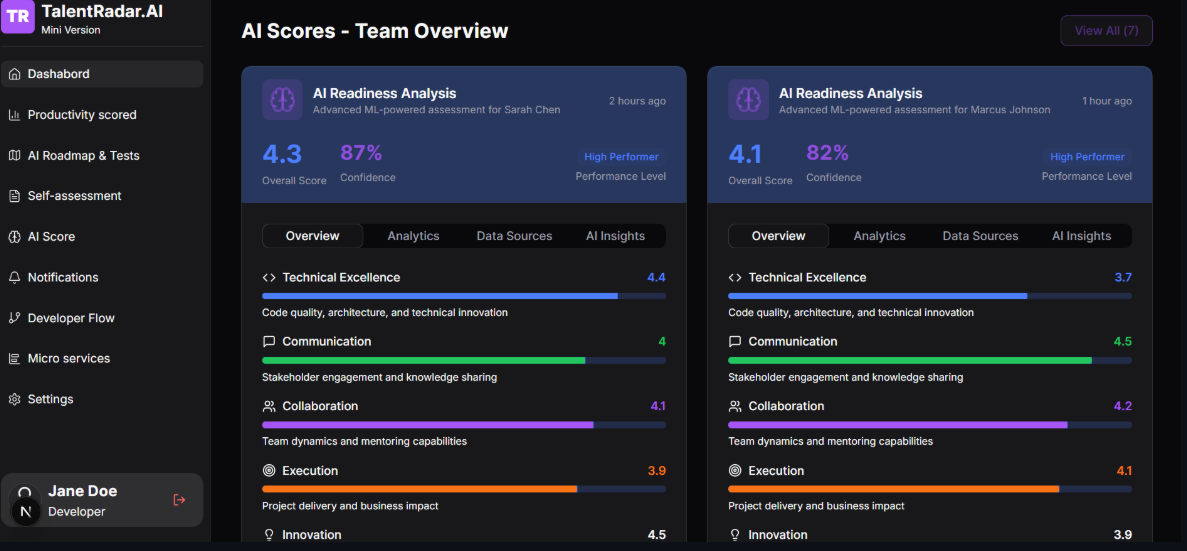 TR
TalentRadar.AI
Mini Version
Dashabord
Productivity scored
AI Roadmap & Tests
Self-assessment
AI Score
Notifications
Developer Flow
Micro services
Settings
N
Jane Doe
Developer
AI Scores - Team Overview
View All (7)
AI Readiness Analysis
Advanced ML-powered assessment for Sarah Chen
2 hours ago
4.3
Overall Score
87%
Confidence
High Performer
Performance Level
Overview Analytics Data Sources AI Insights
Technical Excellence 4.4
Code quality, architecture, and technical innovation
Communication 4
Stakeholder engagement and knowledge sharing
Collaboration 4.1
Team dynamics and mentoring capabilities
Execution 3.9
Project delivery and business impact
Innovation 4.5
AI Readiness Analysis
Advanced ML-powered assessment for Marcus Johnson
1 hour ago
4.1
Overall Score
82%
Confidence
High Performer
Performance Level
Overview Analytics Data Sources AI Insights
Technical Excellence 3.7
Code quality, architecture, and technical innovation
Communication 4.5
Stakeholder engagement and knowledge sharing
Collaboration 4.2
Team dynamics and mentoring capabilities
Execution 4.1
Project delivery and business impact
Innovation 3.9